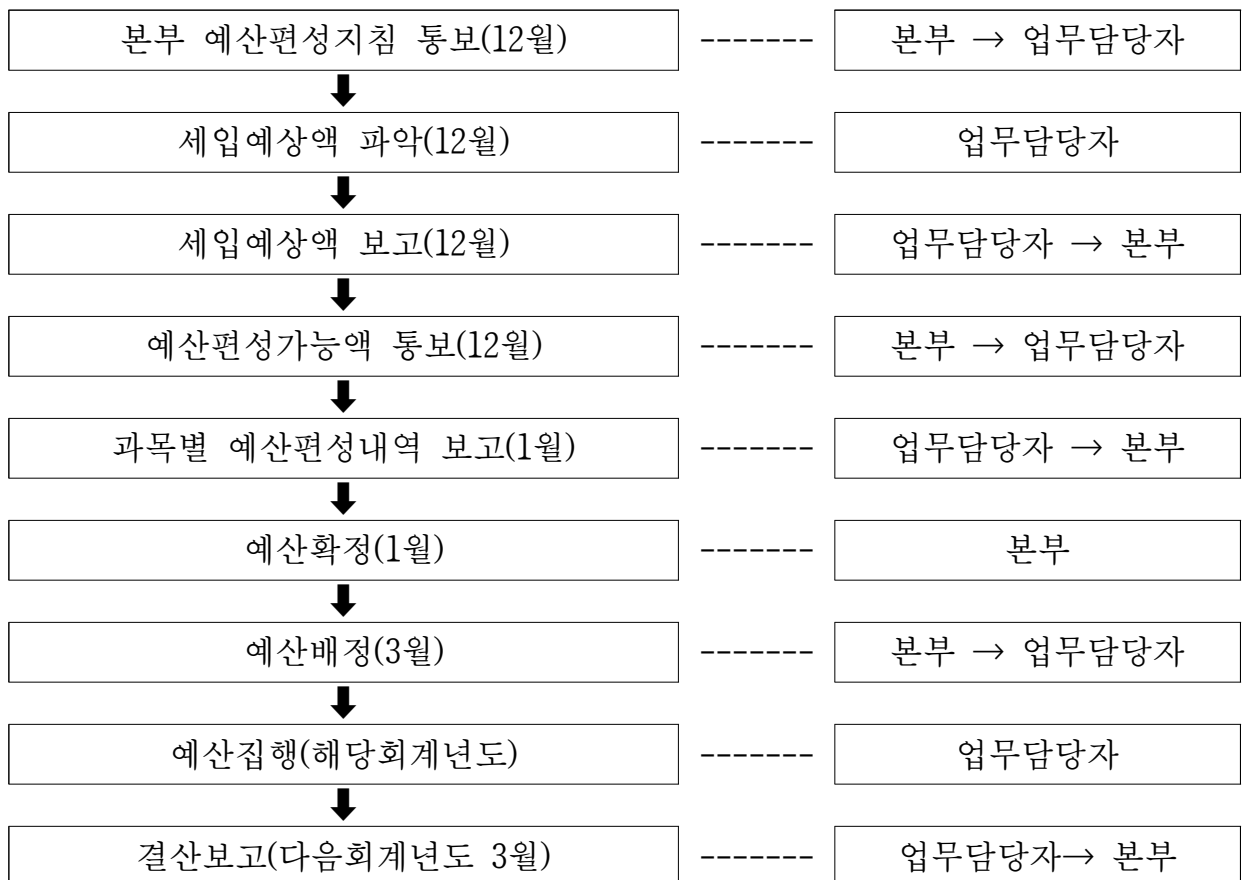 본부 예산편성지침 통보(12월) ------- 본부 → 업무담당자
세입예상액 파악(12월) ------- 업무담당자
세입예상액 보고(12월) ------- 업무담당자 → 본부
예산편성가능액 통보(12월) ------- 본부 → 업무담당자
과목별 예산편성내역 보고(1월) ------- 업무담당자 → 본부
예산확정(1월) ------- 본부
예산배정(3월) ------- 본부 → 업무담당자
예산집행(해당회계년도) ------- 업무담당자
결산보고(다음회계년도 3월) ------- 업무담당자→ 본부